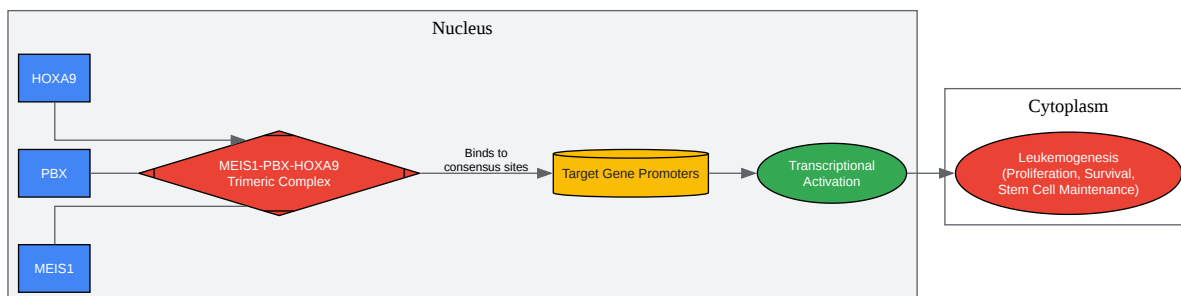 Nucleus
HOXA9
PBX
MEIS1
MEIS1-PBX-HOXA9
Trimeric Complex
Binds to
consensus sites
Target Gene Promoters
Transcriptional
Activation
Cytoplasm
Leukemogenesis
(Proliferation, Survival,
Stem Cell Maintenance)